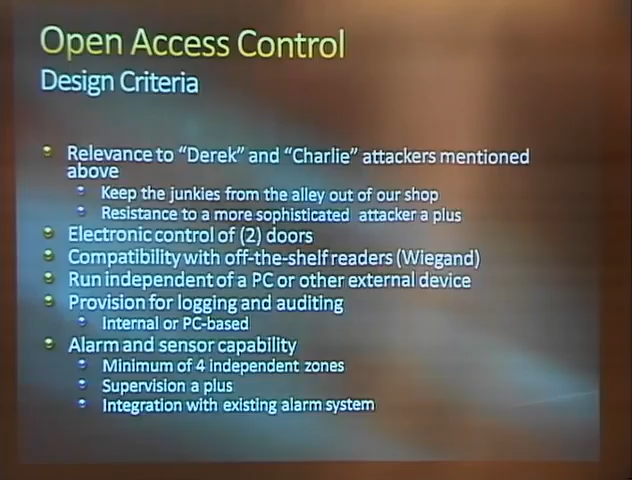 Open Access Control
Design Criteria
Relevance to "Derek" and "Charlie" attackers mentioned
above
Keep the junkies from the alley out of our shop
Resistance to a more sophisticated attacker a plus
Electronic control of (2) doors
Compatibility with off-the-shelf readers (Wiegand)
Run independent of a PC or other external device
Provision for logging and auditing
Internal or PC-based
Alarm and sensor capability
Minimum of 4 independent zones
Supervision a plus
Integration with existing alarm system